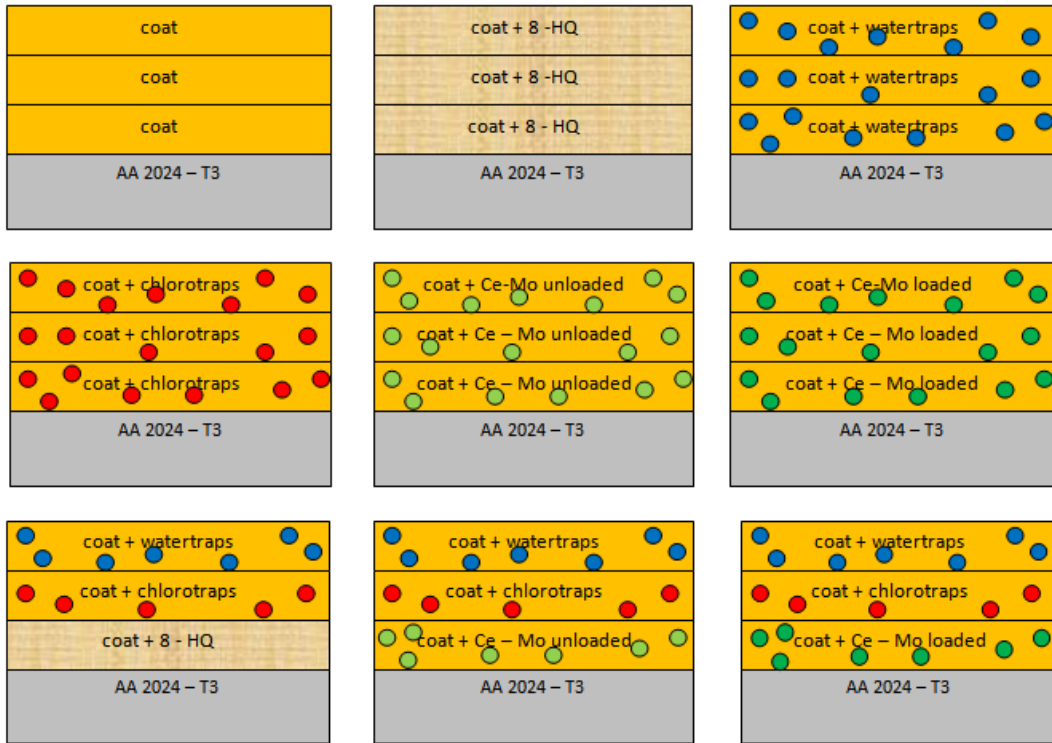 coat
coat
coat
AA 2024 – T3
coat + 8 -HQ
coat + 8 -HQ
coat + 8 - HQ
AA 2024 – T3
coat + watertraps
coat + watertraps
coat + watertraps
AA 2024 – T3
coat + chlorotraps
coat + chlorotraps
coat + chlorotraps
AA 2024 – T3
coat + Ce-Mo unloaded
coat + Ce – Mo unloaded
coat + Ce – Mo unloaded
AA 2024 – T3
coat + Ce-Mo loaded
coat + Ce – Mo loaded
coat + Ce – Mo loaded
AA 2024 – T3
coat + watertraps
coat + chlorotraps
coat + 8 - HQ
AA 2024 – T3
coat + watertraps
coat + chlorotraps
coat + Ce – Mo unloaded
AA 2024 – T3
coat + watertraps
coat + chlorotraps
coat + Ce – Mo loaded
AA 2024 – T3